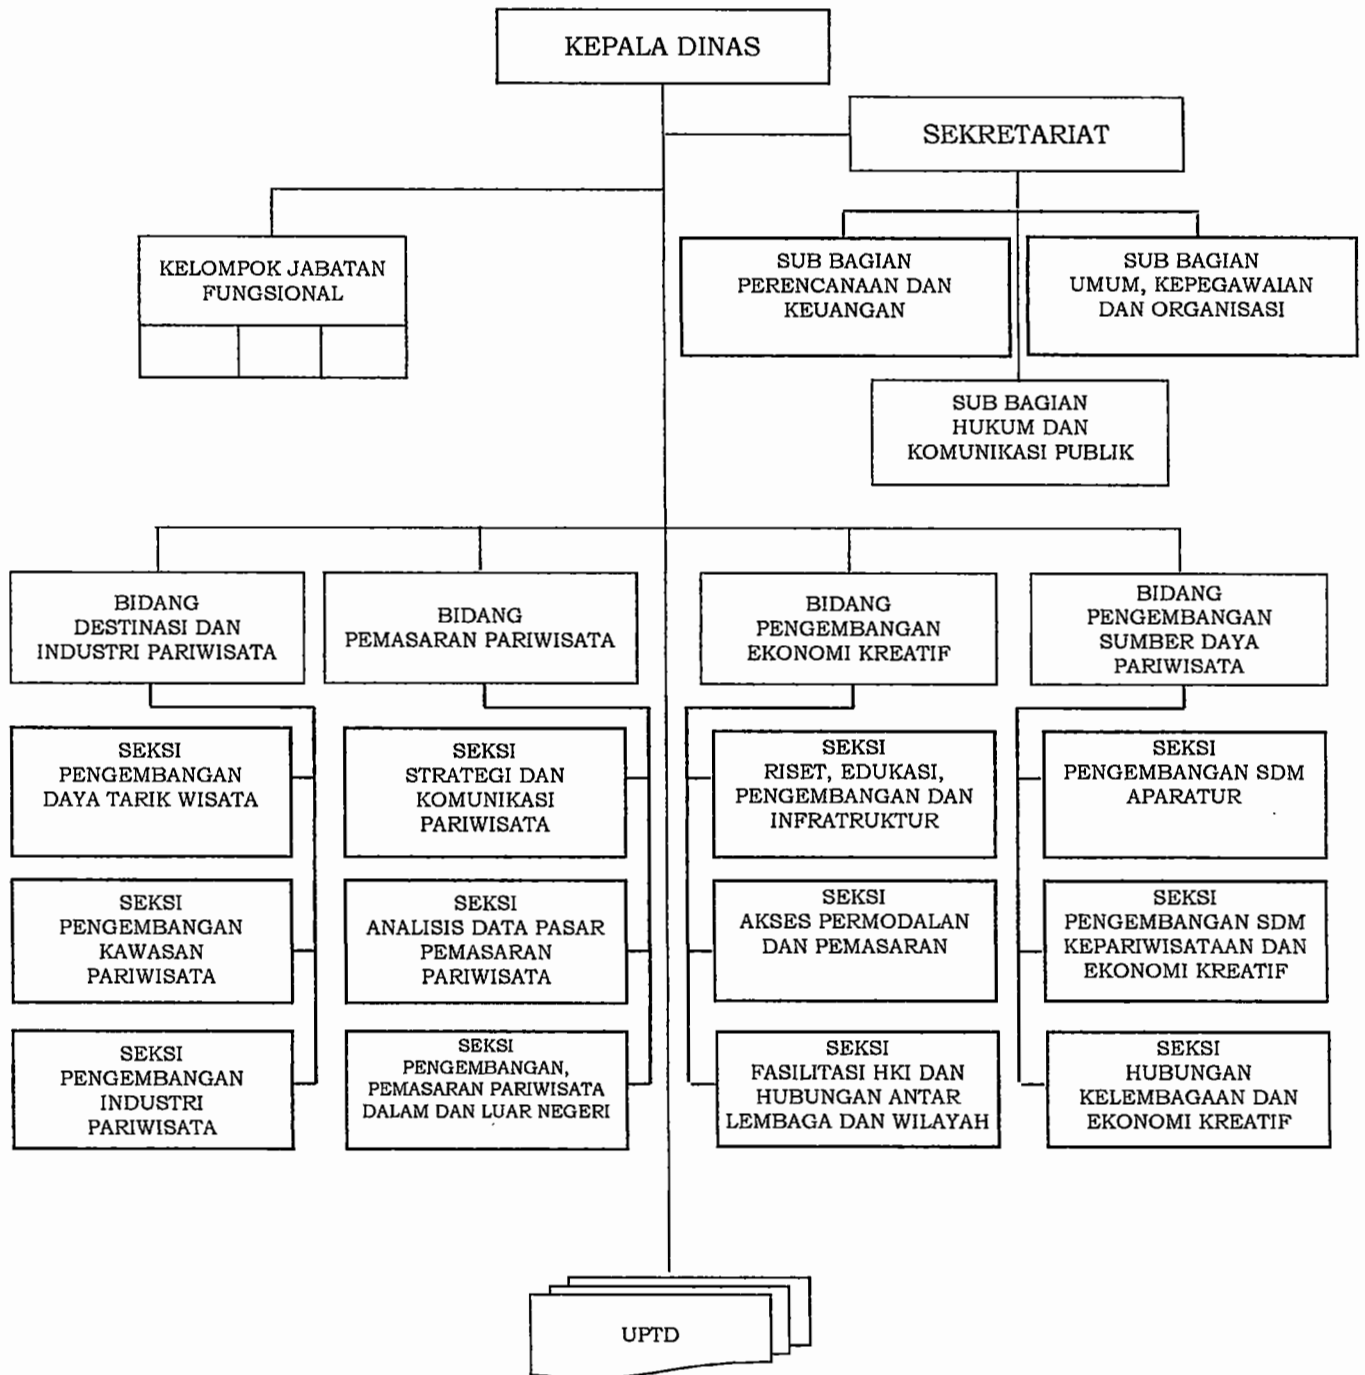 KEPALA DINAS
SEKRETARIAT
KELOMPOK JABATAN
FUNGSIONAL
SUB BAGIAN
PERENCANAAN DAN
KEUANGAN
SUB BAGIAN
UMUM, KEPEGAWAIAN
DAN ORGANISASI
SUB BAGIAN
HUKUM DAN
KOMUNIKASI PUBLIK
BIDANG
DESTINASI DAN
INDUSTRI PARIWISATA
BIDANG
PEMASARAN PARIWISATA
BIDANG
PENGEMBANGAN
EKONOMI KREATIF
BIDANG
PENGEMBANGAN
SUMBER DAYA
PARIWISATA
SEKSI
PENGEMBANGAN
DAYA TARIK WISATA
SEKSI
STRATEGI DAN
KOMUNIKASI
PARIWISATA
SEKSI
RISET, EDUKASI,
PENGEMBANGAN DAN
INFRATRUKTUR
SEKSI
PENGEMBANGAN SDM
APARATUR
SEKSI
PENGEMBANGAN
KAWASAN
PARIWISATA
SEKSI
ANALISIS DATA PASAR
PEMASARAN
PARIWISATA
SEKSI
AKSES PERMODALAN
DAN PEMASARAN
SEKSI
PENGEMBANGAN SDM
KEPARIWISATAAN DAN
EKONOMI KREATIF
SEKSI
PENGEMBANGAN
INDUSTRI
PARIWISATA
SEKSI
PENGEMBANGAN,
PEMASARAN PARIWISATA
DALAM DAN LUAR NEGERI
SEKSI
FASILITASI HKI DAN
HUBUNGAN ANTAR
LEMBAGA DAN WILAYAH
SEKSI
HUBUNGAN
KELEMBAGAAN DAN
EKONOMI KREATIF
UPTD